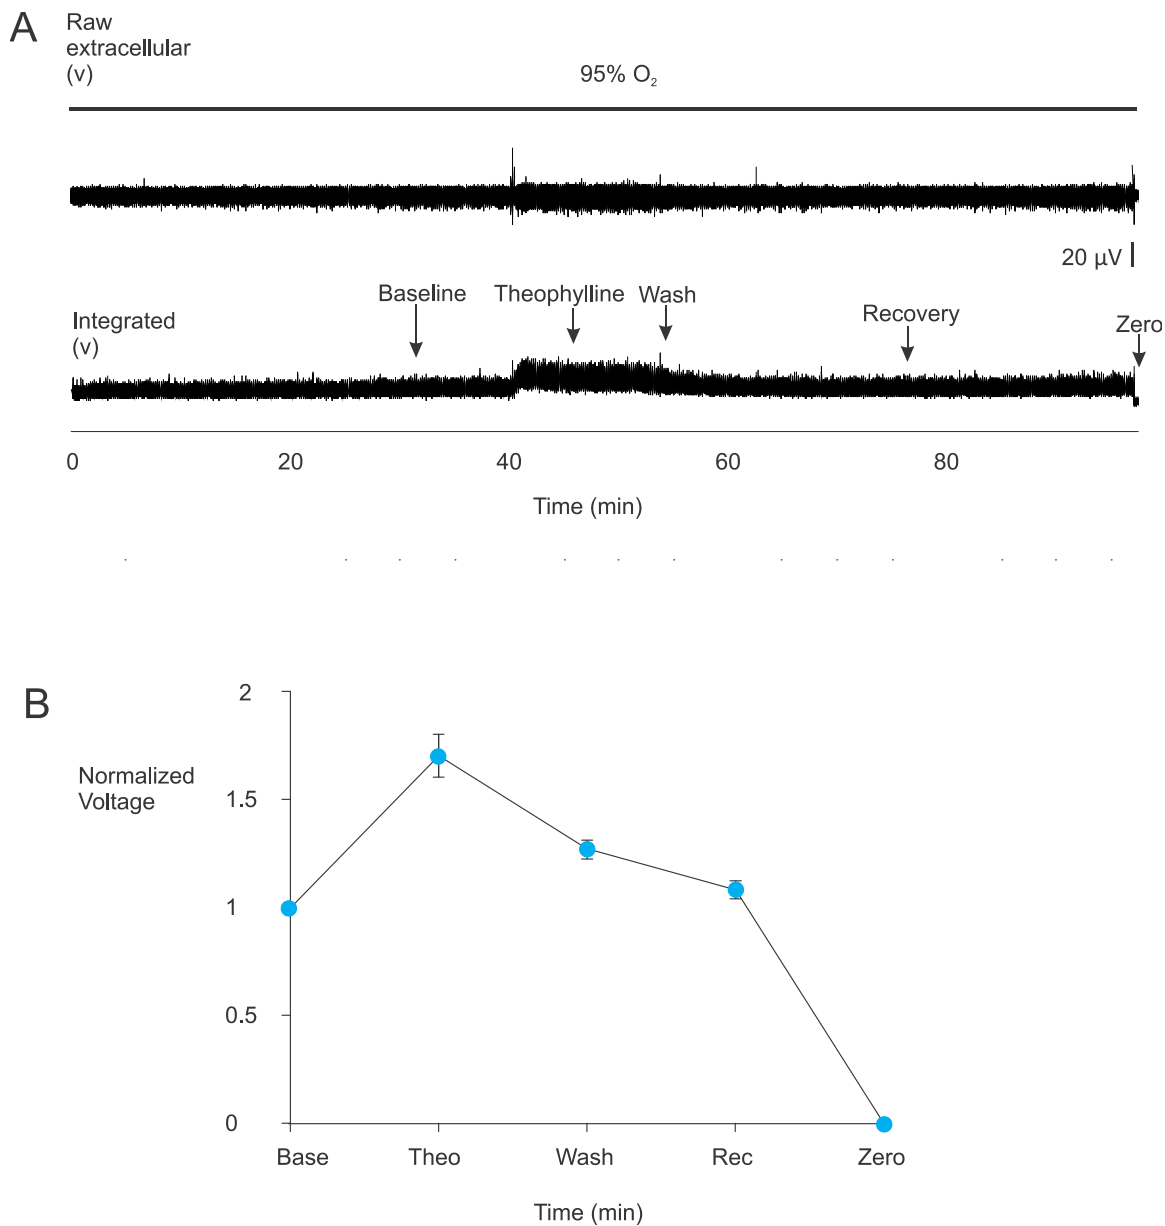 A
Raw
extracellular
(v)
95% O₂
20 µV
Baseline
Theophylline
Wash
Recovery
Zero
Integrated
(v)
0 20 40 60 80
Time (min)
B
Normalized
Voltage
2
1.5
1
0.5
0
Base Theo Wash Rec Zero
Time (min)